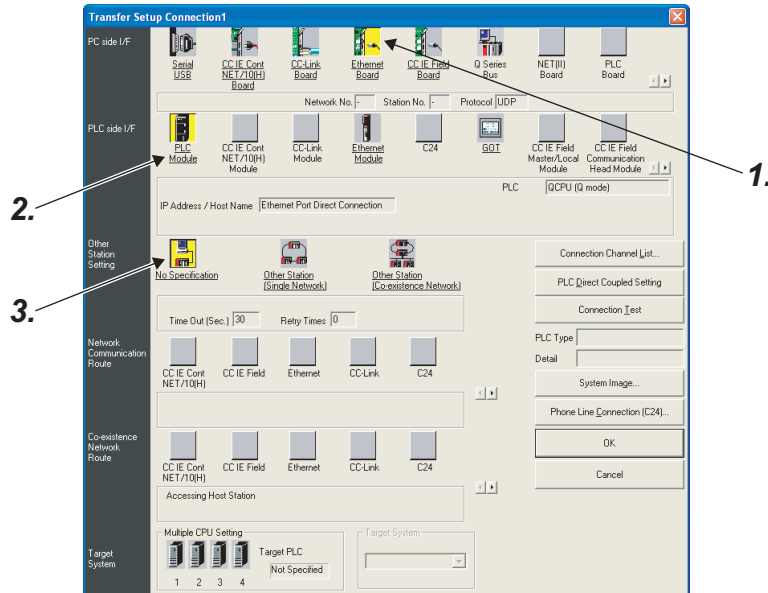 Transfer Setup Connection1
PC side I/F
Serial
USB
CC IE Cont
NET/10(H)
Board
CC-Link
Board
Ethernet
Board
CC IE Field
Board
Q Series
Bus
NET(II)
Board
PLC
Board
Network No. - Station No. - Protocol UDP
1.
PLC side I/F
PLC
Module
CC IE Cont
NET/10(H)
Module
CC-Link
Module
Ethernet
Module
C24
GOT
CC IE Field
Master/Local
Module
CC IE Field
Communication
Head Module
2.
PLC QCPU (Q mode)
IP Address / Host Name Ethernet Port Direct Connection
Other
Station
Setting
No Specification
Other Station
(Single Network)
Other Station
(Co-existence Network)
3.
Time Out (Sec.) 30 Retry Times 0
Connection Channel List...
PLC Direct Coupled Setting
Connection Test
PLC Type
Detail
System Image...
Phone Line Connection (C24)...
OK
Cancel
Network
Communication
Route
CC IE Cont
NET/10(H)
CC IE Field
Ethernet
CC-Link
C24
Co-existence
Network
Route
CC IE Cont
NET/10(H)
CC IE Field
Ethernet
CC-Link
C24
Accessing Host Station
Target
System
Multiple CPU Setting
1 2 3 4
Target PLC
Not Specified
Target System